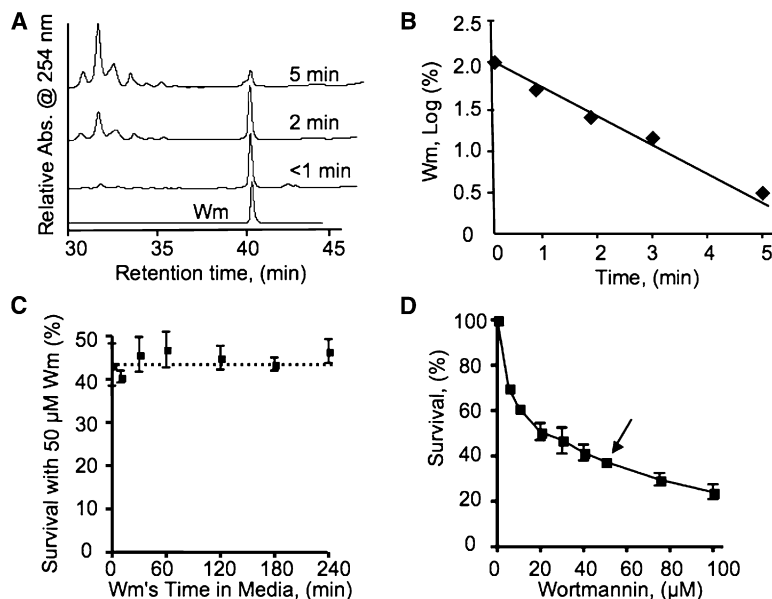 A
Relative Abs. @ 254 nm
5 min
2 min
<1 min
Wm
30 35 40 45
Retention time, (min)
B
Wm, Log (%)
2.5
2.0
1.5
1.0
0.5
0
0 1 2 3 4 5
Time, (min)
C
Survival with 50 µM Wm (%)
50
40
30
20
10
0
0 60 120 180 240
Wm's Time in Media, (min)
D
Survival, (%)
100
80
60
40
20
0
0 20 40 60 80 100
Wortmannin, (µM)